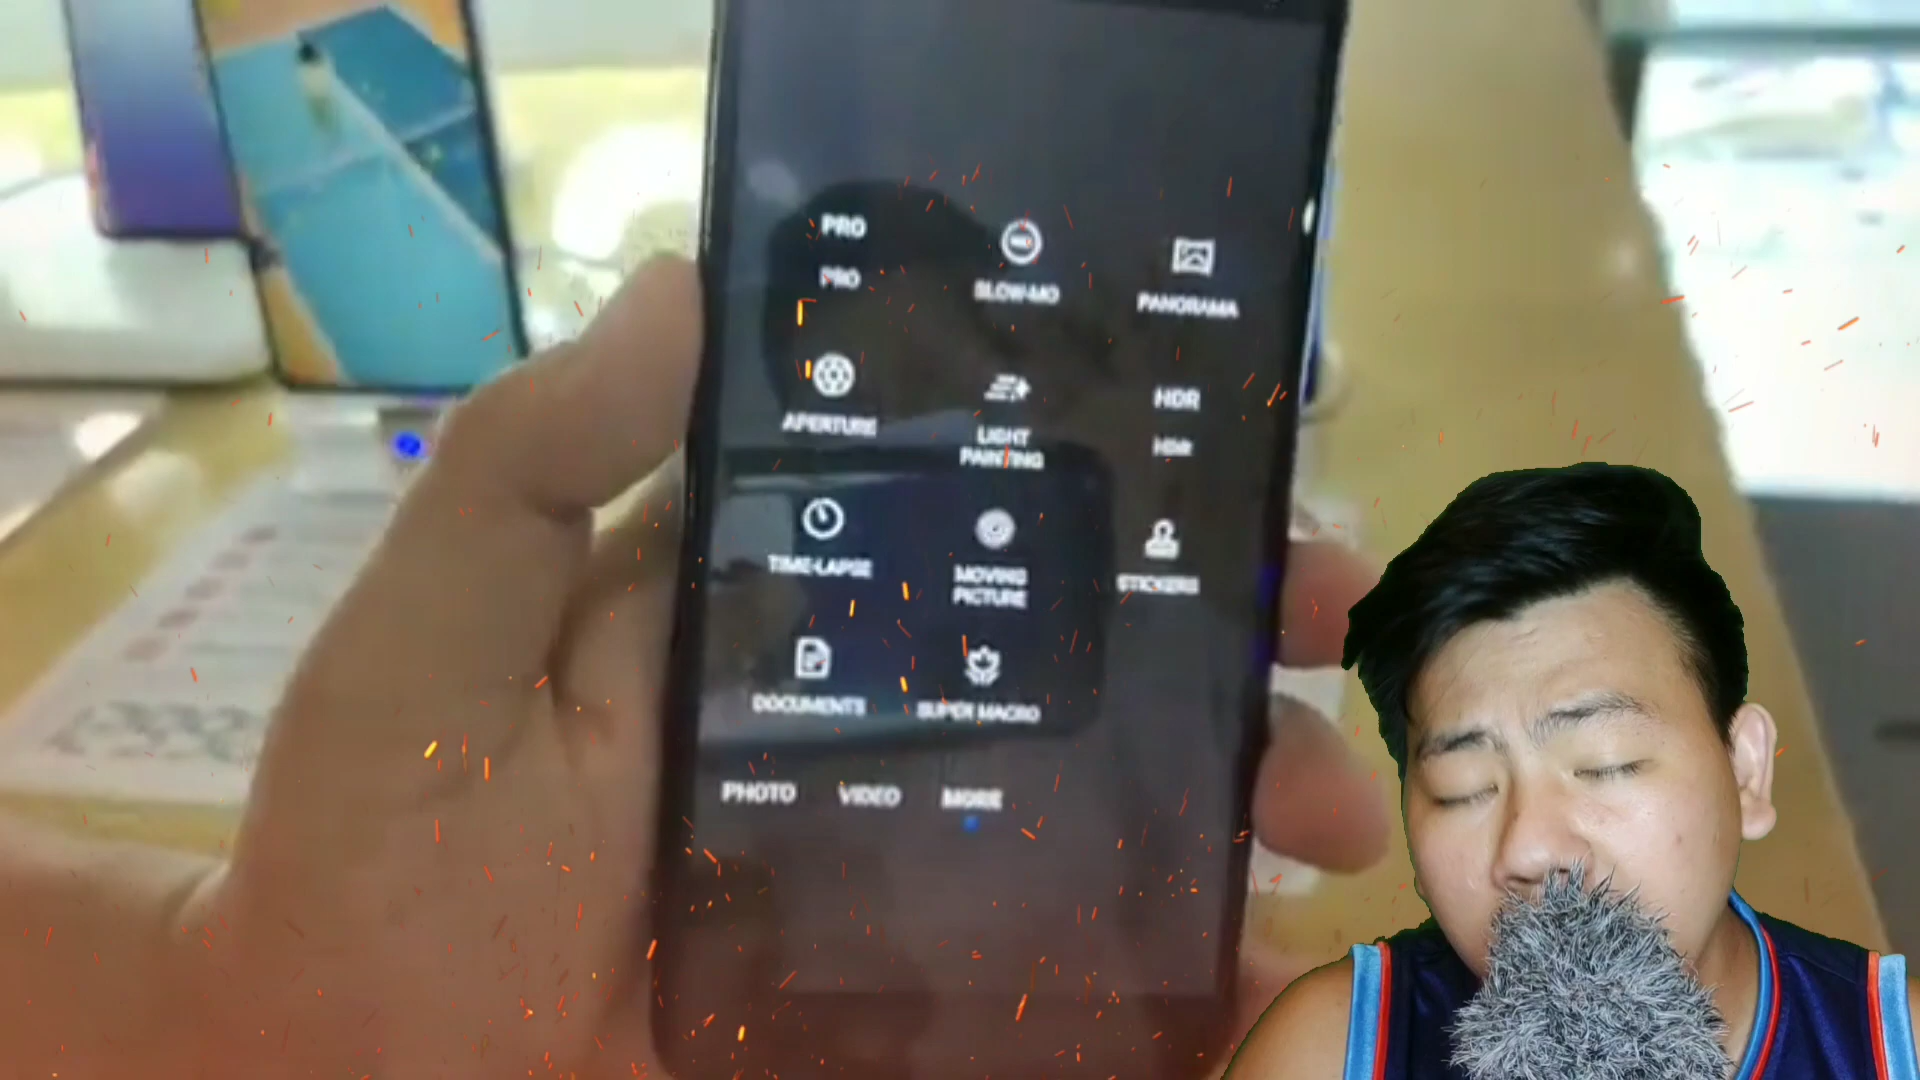 PRO
PRO
SLOW-MO
PANORAMA
APERTURE
LIGHT
PAINTING
HDR
HDR
TIME-LAPSE
MOVING
PICTURE
STICKERS
DOCUMENTS
SUPER MACRO
PHOTO VIDEO MORE